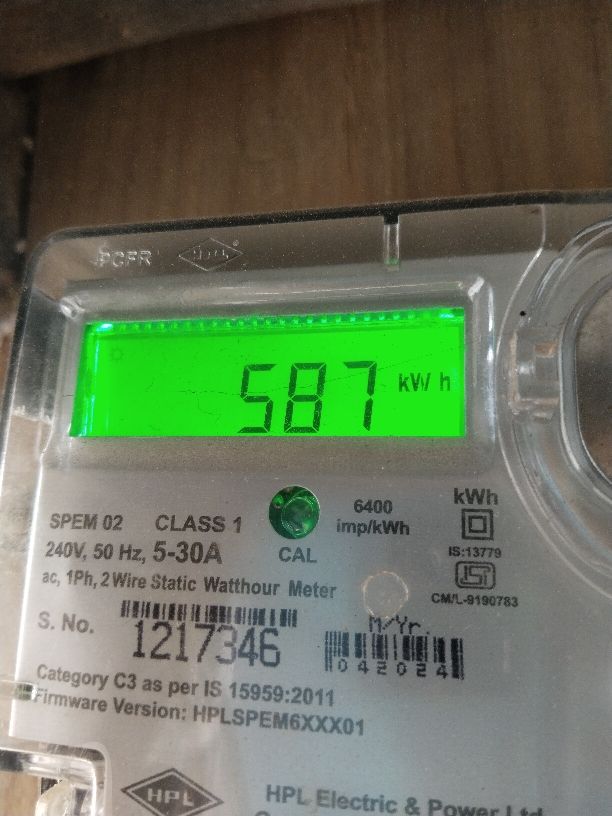 PCFR HPL®
587 kW h
SPEM 02 CLASS 1
240V, 50 Hz, 5-30A
CAL
6400
imp/kWh
kWh
IS:13779
ISI
CM/L-9190783
ac, 1Ph, 2 Wire Static Watthour Meter
S. No.
1217346
M/Yr.
042024
Category C3 as per IS 15959:2011
Firmware Version: HPLSPEM6XXX01
HPL
HPL Electric & Power Ltd